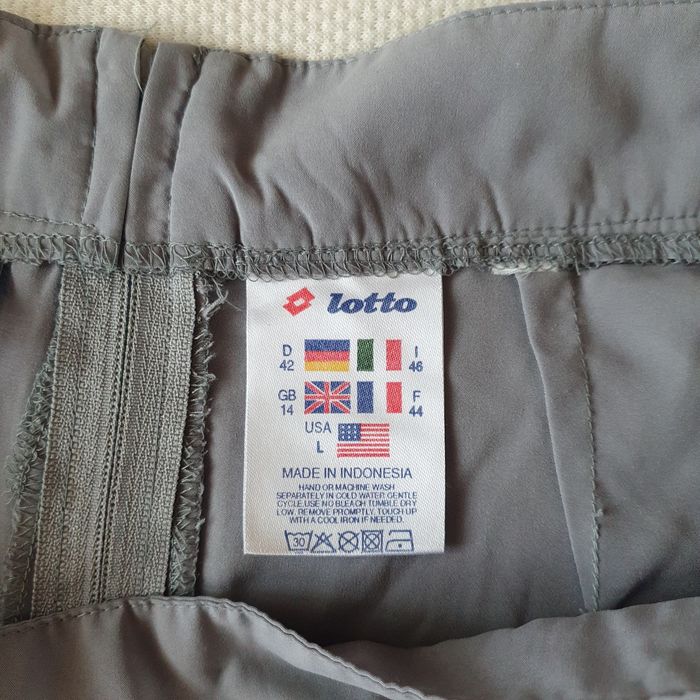 lotto
D 42 I 46
GB 14 F 44
USA
L
MADE IN INDONESIA
HAND OR MACHINE WASH
SEPARATELY IN COLD WATER, GENTLE
CYCLE. USE NO BLEACH TUMBLE DRY
LOW. REMOVE PROMPTLY. TOUCH UP
WITH A COOL IRON IF NEEDED.
30